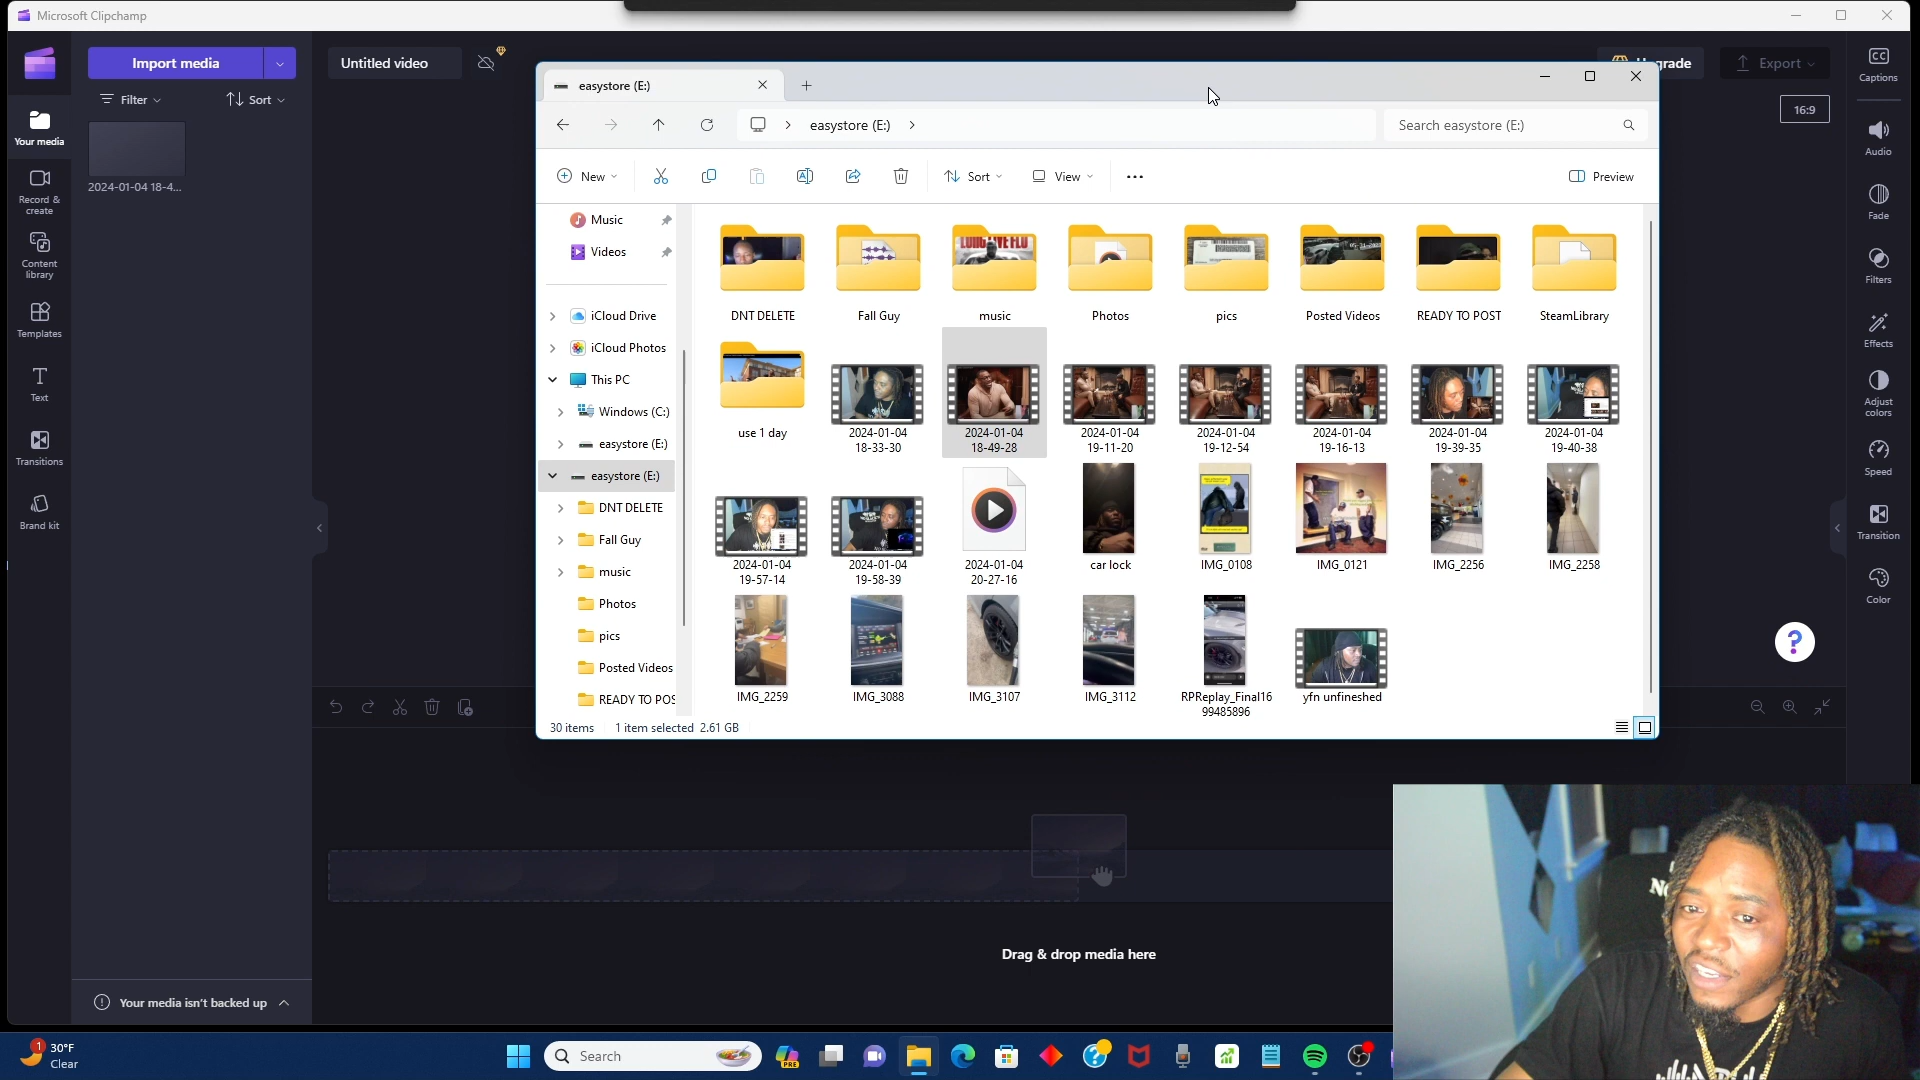 Microsoft Clipchamp
Import media
Untitled video
Export
Captions
Filter
Sort
16:9
Your media
2024-01-04 18-4...
Record &
create
Content
library
Templates
Text
Transitions
Brand kit
Audio
Fade
Filters
Effects
Adjust
colors
Speed
Transition
Color
easystore (E:)
easystore (E:)
Search easystore (E:)
New
Sort
View
Preview
Music
Videos
iCloud Drive
iCloud Photos
This PC
Windows (C:)
easystore (E:)
easystore (E:)
DNT DELETE
Fall Guy
music
Photos
pics
Posted Videos
READY TO POS
DNT DELETE
Fall Guy
music
Photos
pics
Posted Videos
READY TO POST
SteamLibrary
use 1 day
2024-01-04
18-33-30
2024-01-04
18-49-28
2024-01-04
19-11-20
2024-01-04
19-12-54
2024-01-04
19-16-13
2024-01-04
19-39-35
2024-01-04
19-40-38
2024-01-04
19-57-14
2024-01-04
19-58-39
2024-01-04
20-27-16
car lock
IMG_0108
IMG_0121
IMG_2256
IMG_2258
IMG_2259
IMG_3088
IMG_3107
IMG_3112
RPReplay_Final16
99485896
yfn unfineshed
30 items
1 item selected 2.61 GB
?
Drag & drop media here
Your media isn't backed up
1
30°F
Clear
Search
PRE